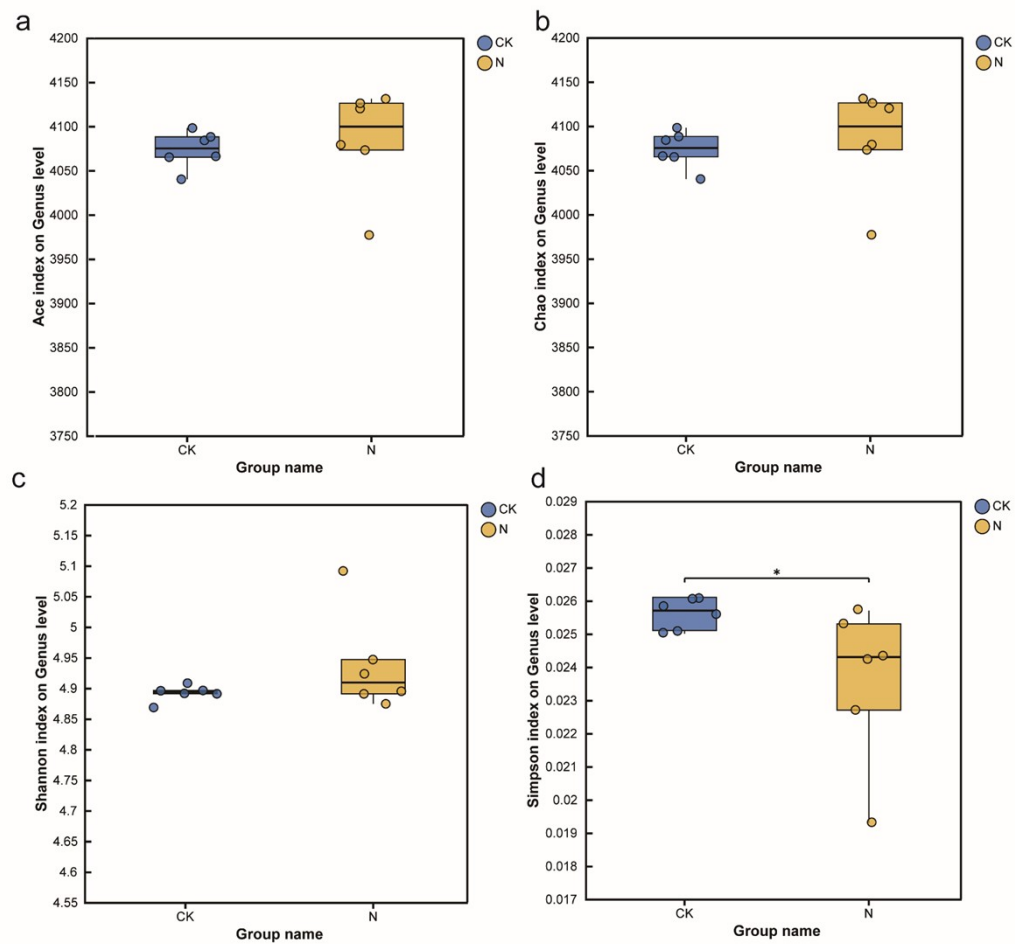 a
Ace index on Genus level
4200
4150
4100
4050
4000
3950
3900
3850
3800
3750
CK
N
Group name
CK
N
b
Chao index on Genus level
4200
4150
4100
4050
4000
3950
3900
3850
3800
3750
CK
N
Group name
CK
N
c
Shannon index on Genus level
5.2
5.15
5.1
5.05
5
4.95
4.9
4.85
4.8
4.75
4.7
4.65
4.6
4.55
CK
N
Group name
CK
N
d
Simpson index on Genus level
0.029
0.028
0.027
0.026
0.025
0.024
0.023
0.022
0.021
0.02
0.019
0.018
0.017
*
CK
N
Group name
CK
N